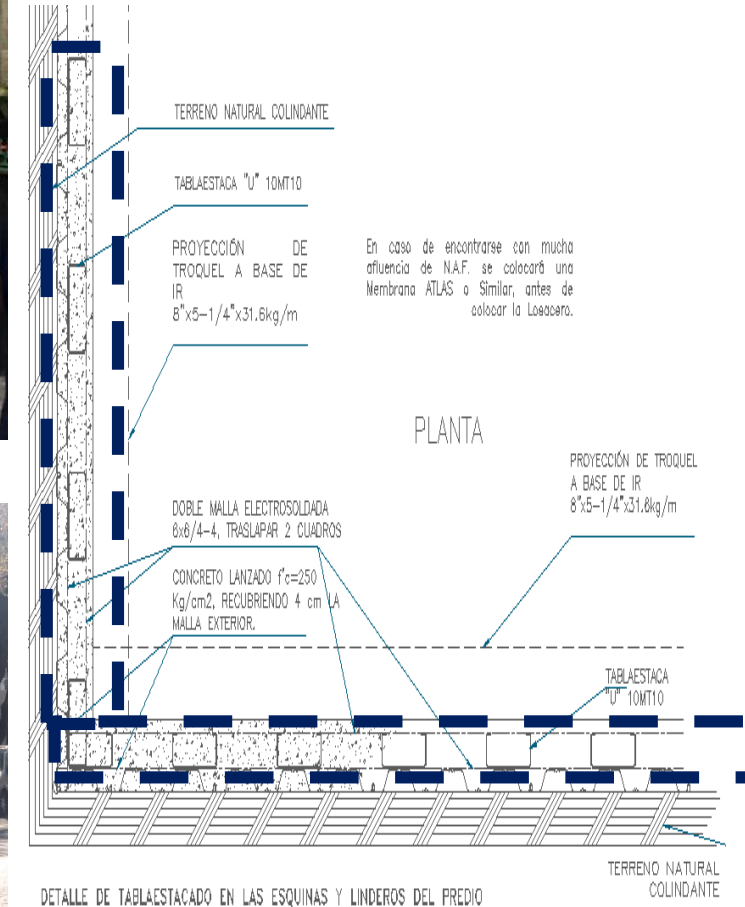 TERRENO NATURAL COLINDANTE
TABLAESTACA "U" 10MT10
PROYECCIÓN DE
TROQUEL A BASE DE
IR
8"x5-1/4"x31.6kg/m
En caso de encontrarse con mucha
afluencia de N.A.F. se colocará una
Membrana ATLAS o Similar, antes de
colocar la Losacero.
PLANTA
PROYECCIÓN DE TROQUEL
A BASE DE IR
8"x5-1/4"x31.6kg/m
DOBLE MALLA ELECTROSOLDADA
6x6/4-4, TRASLAPAR 2 CUADROS
CONCRETO LANZADO f'c=250
Kg/cm2, RECUBRIENDO 4 cm LA
MALLA EXTERIOR.
TABLAESTACA
"U" 10MT10
TERRENO NATURAL
COLINDANTE
DETALLE DE TABLAESTACADO EN LAS ESQUINAS Y LINDEROS DEL PREDIO